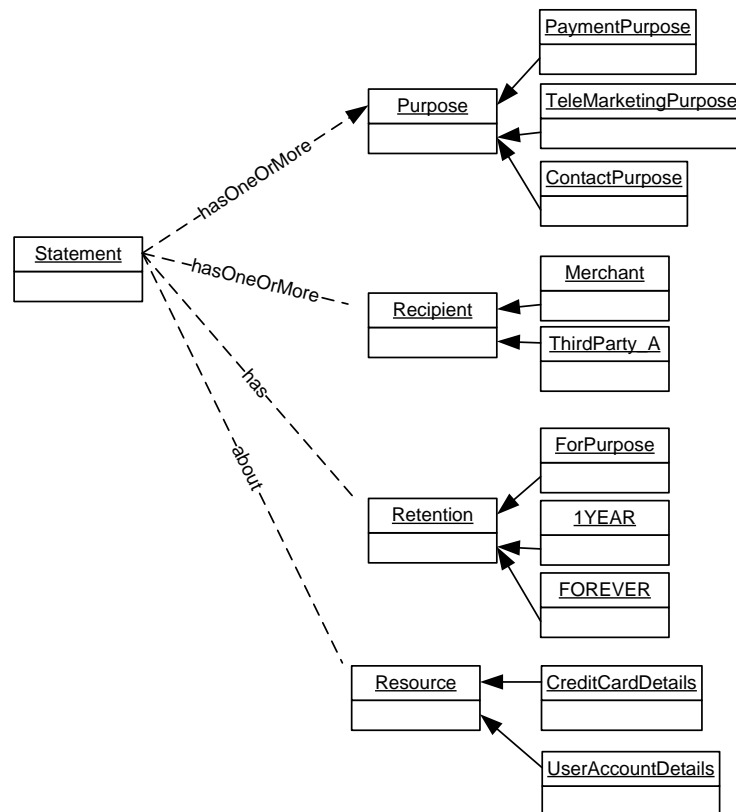 PaymentPurpose
Purpose
TeleMarketingPurpose
ContactPurpose
hasOneOrMore
Statement
hasOneOrMore
Merchant
Recipient
ThirdParty_A
has
about
ForPurpose
Retention
1YEAR
FOREVER
Resource
CreditCardDetails
UserAccountDetails